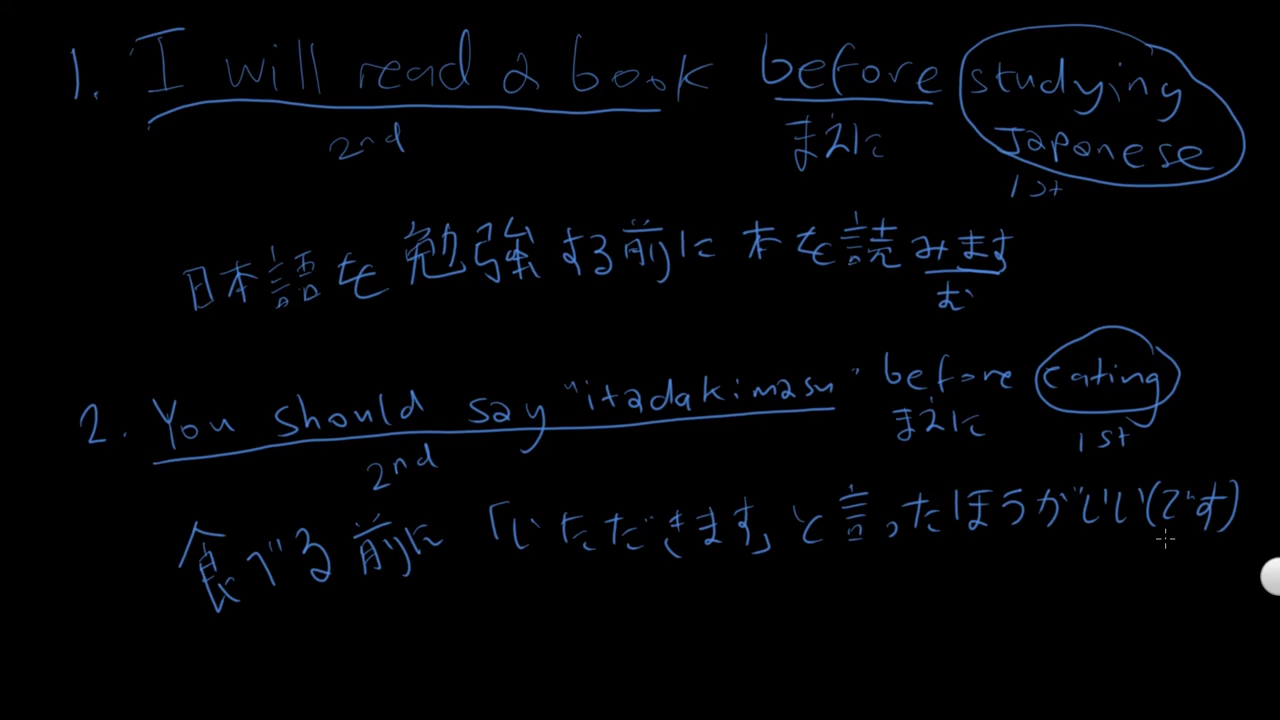 1. I will read a book before studying
Japanese
2nd まえに 1st
日本語を勉強する前に本を読みます
む
2. You should say "itadakimasu" before eating
2nd まえに 1st
食べる前に「いただきます」と言ったほうがいい(です)